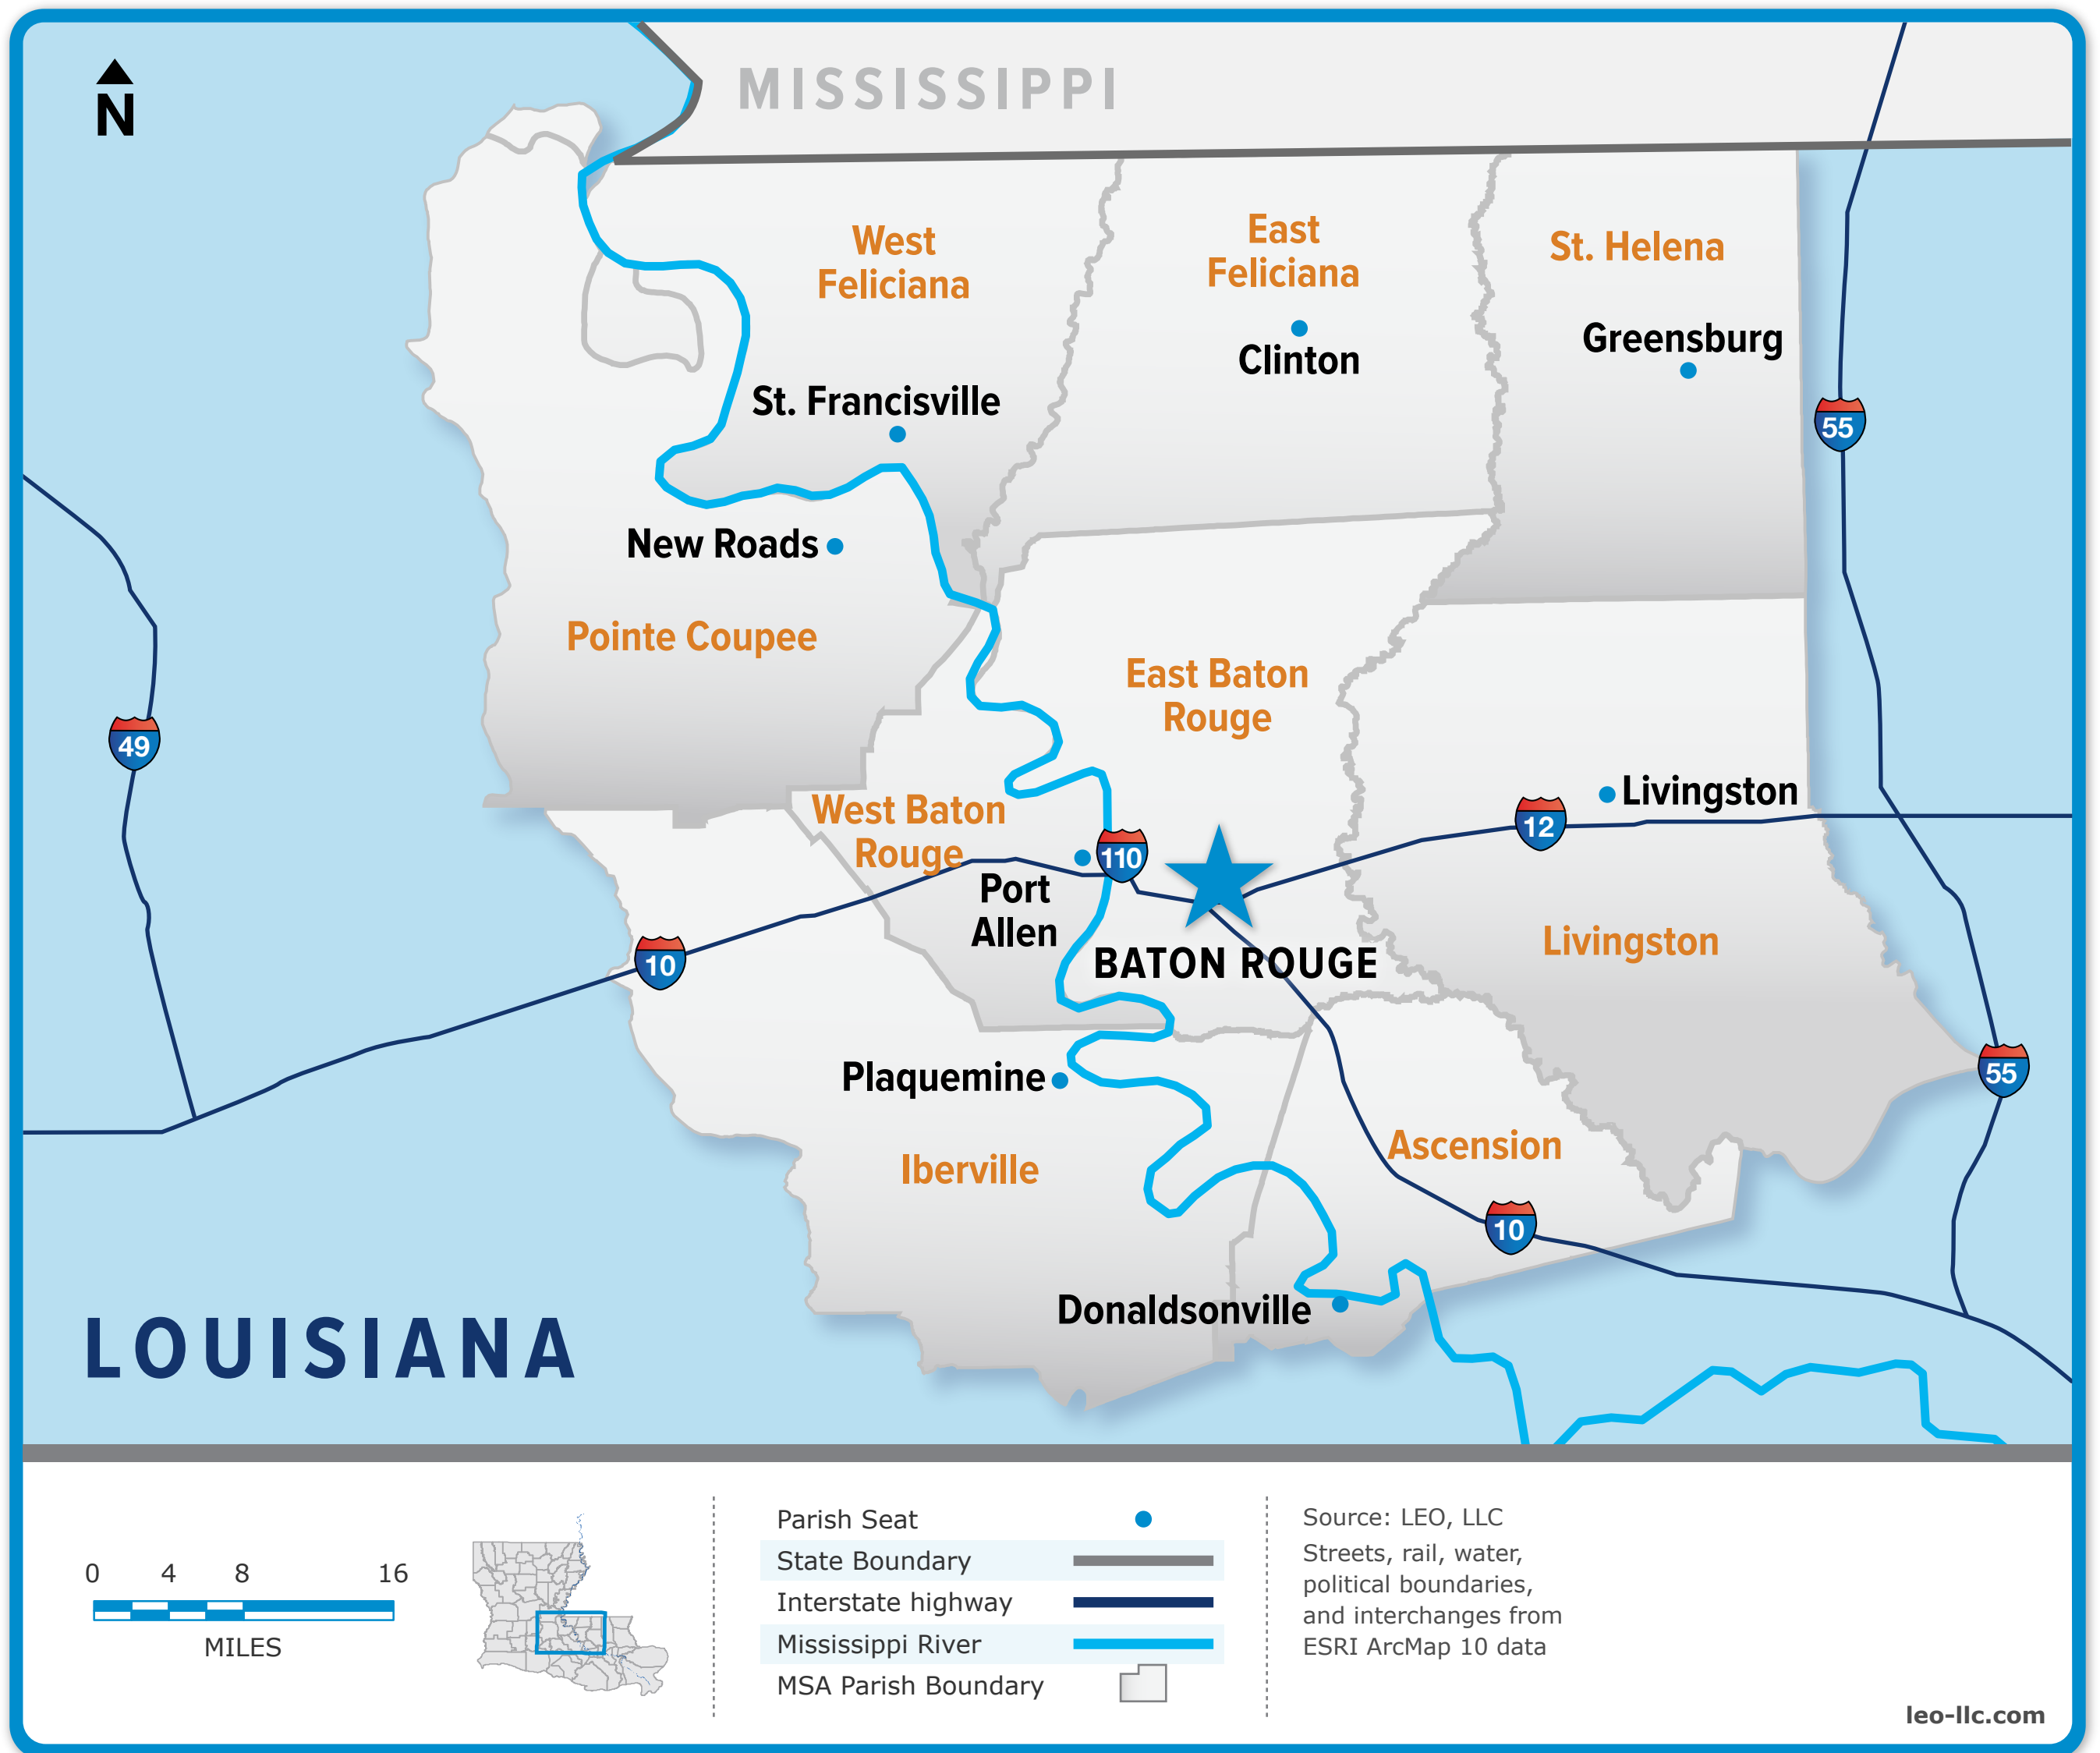 N
MISSISSIPPI
West
Feliciana
East
Feliciana
St. Helena
Greensburg
Clinton
St. Francisville
55
New Roads
Pointe Coupee
East Baton
Rouge
49
Livingston
West Baton
Rouge
12
110
Port
Allen
BATON ROUGE
Livingston
10
Plaquemine
55
Ascension
Iberville
10
Donaldsonville
LOUISIANA
0 4 8 16
MILES
Parish Seat
State Boundary
Interstate highway
Mississippi River
MSA Parish Boundary
Source: LEO, LLC
Streets, rail, water,
political boundaries,
and interchanges from
ESRI ArcMap 10 data
leo-llc.com